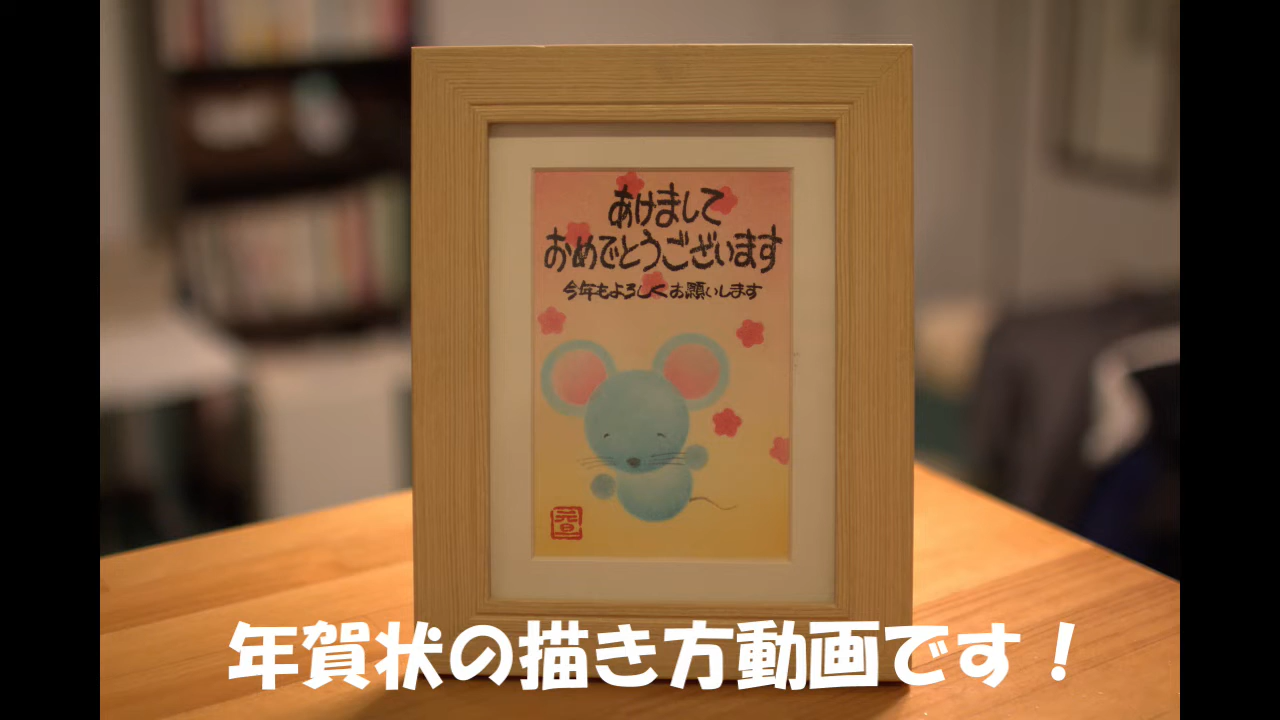 あけまして
おめでとうございます
今年もよろしくお願いします
元旦
年賀状の描き方動画です！